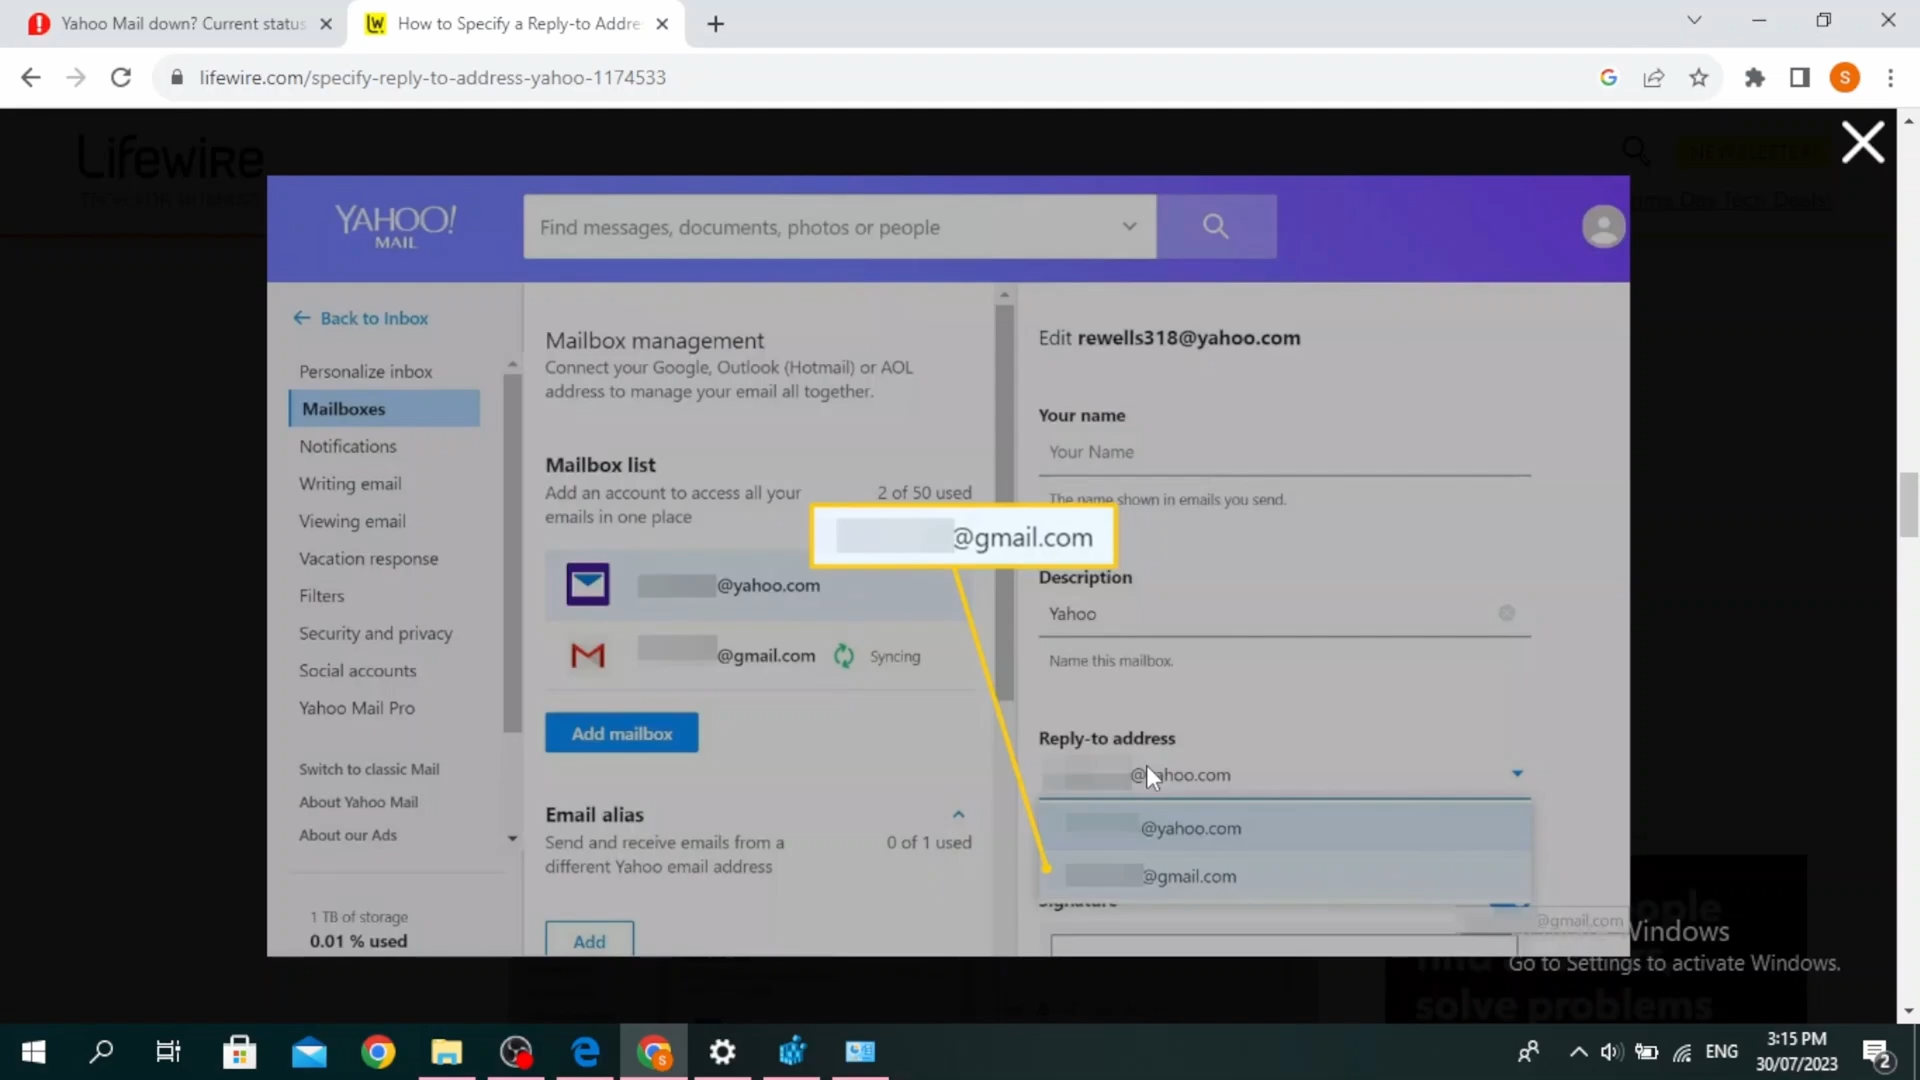 Yahoo Mail down? Current status
How to Specify a Reply-to Addre
lifewire.com/specify-reply-to-address-yahoo-1174533
S
Lifewire
NEWSLETTER
YAHOO!
MAIL
Find messages, documents, photos or people
Back to Inbox
Personalize inbox
Mailboxes
Notifications
Writing email
Viewing email
Vacation response
Filters
Security and privacy
Social accounts
Yahoo Mail Pro
Switch to classic Mail
About Yahoo Mail
About our Ads
1 TB of storage
0.01 % used
Mailbox management
Connect your Google, Outlook (Hotmail) or AOL
address to manage your email all together.
Mailbox list
Add an account to access all your
emails in one place
2 of 50 used
@yahoo.com
@gmail.com
Syncing
Add mailbox
Email alias
Send and receive emails from a
different Yahoo email address
0 of 1 used
Add
@gmail.com
Edit rewells318@yahoo.com
Your name
Your Name
The name shown in emails you send.
Description
Yahoo
Name this mailbox.
Reply-to address
@yahoo.com
@yahoo.com
@gmail.com
Signature
@gmail.com
Windows
Go to Settings to activate Windows.
solve problems
ENG
3:15 PM
30/07/2023
2